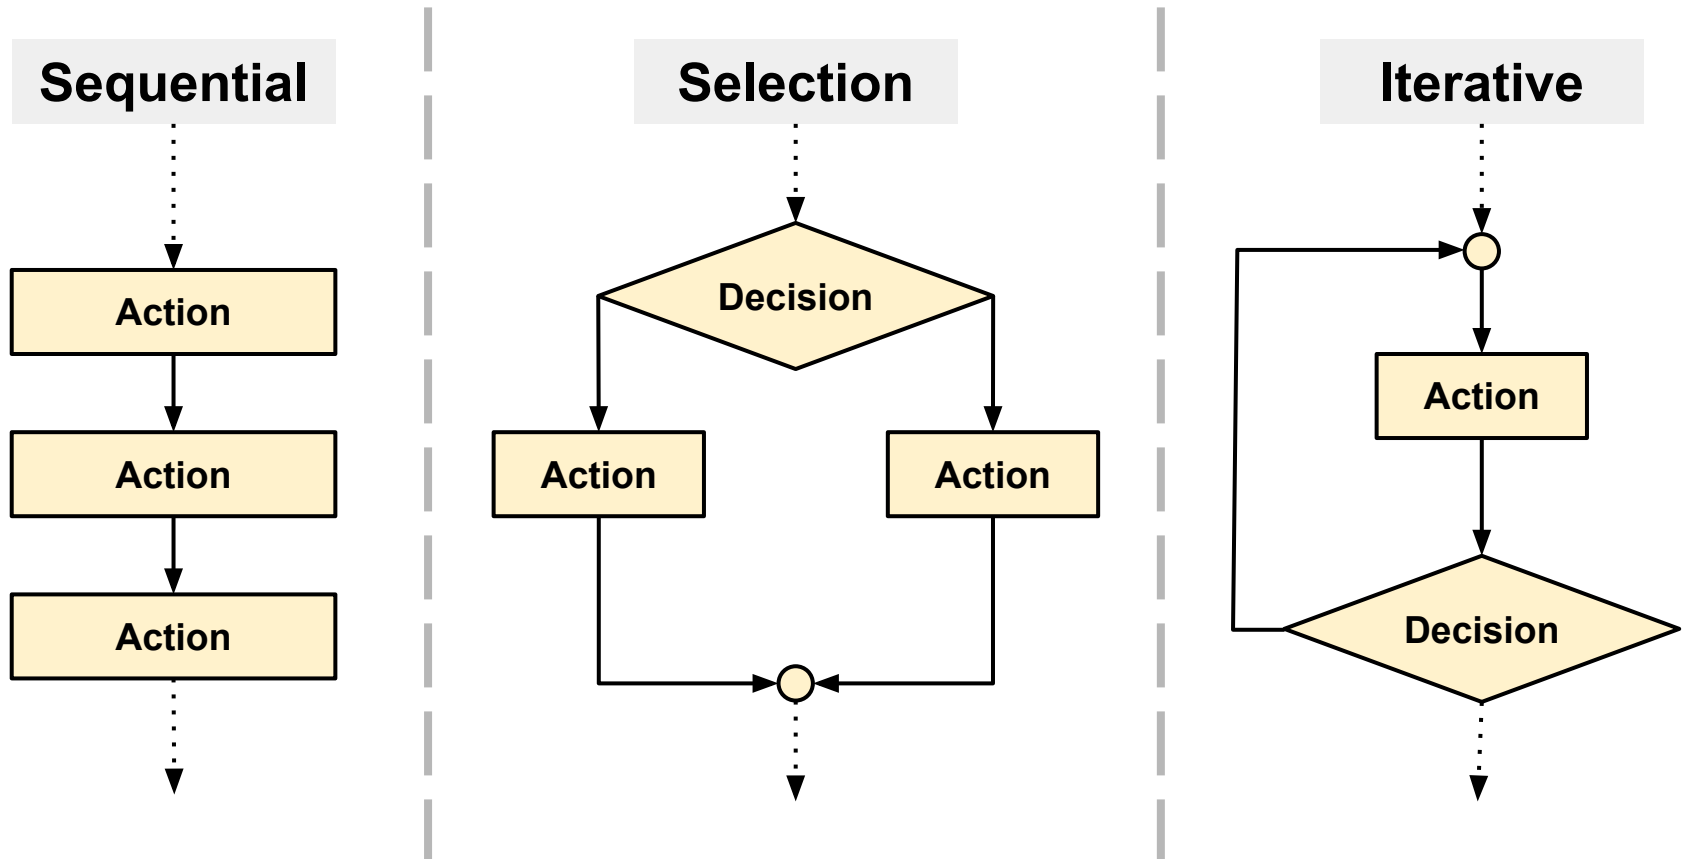 Sequential
Action
Action
Action
Selection
Decision
Action
Action
Iterative
Action
Decision